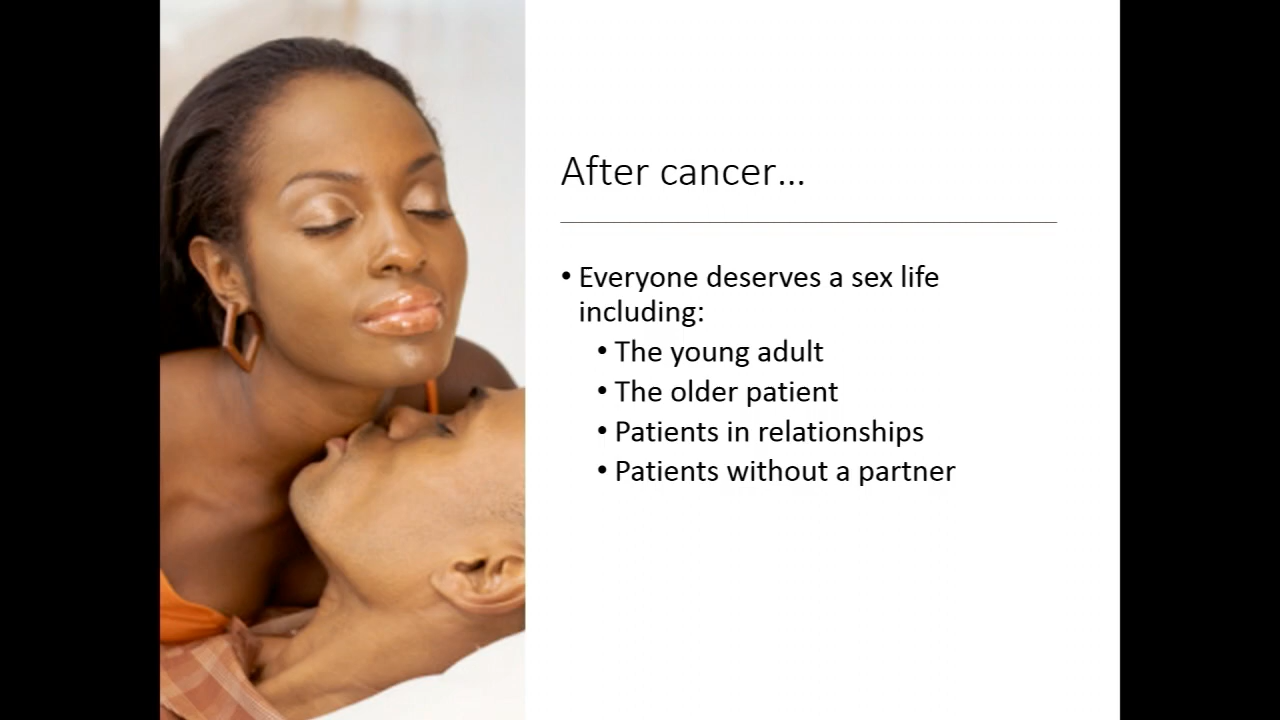 After cancer...
• Everyone deserves a sex life
including:
• The young adult
• The older patient
• Patients in relationships
• Patients without a partner